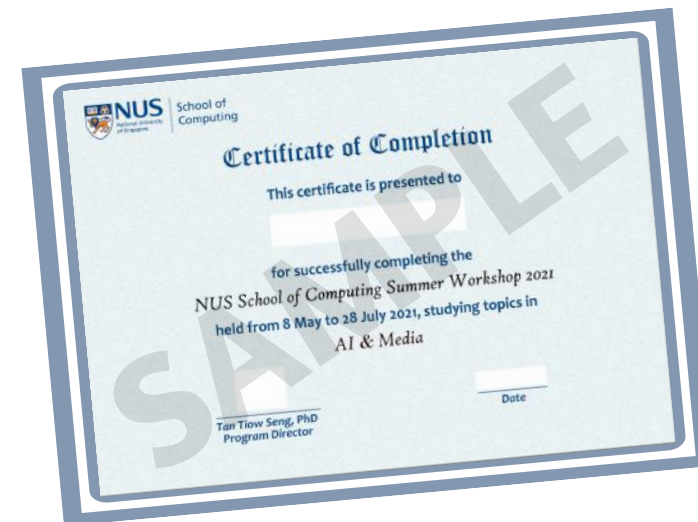 NUS
National University
of Singapore
School of
Computing
Certificate of Completion
This certificate is presented to
for successfully completing the
NUS School of Computing Summer Workshop 2021
held from 8 May to 28 July 2021, studying topics in
AI & Media
Tan Tiow Seng, PhD
Program Director
Date
SAMPLE